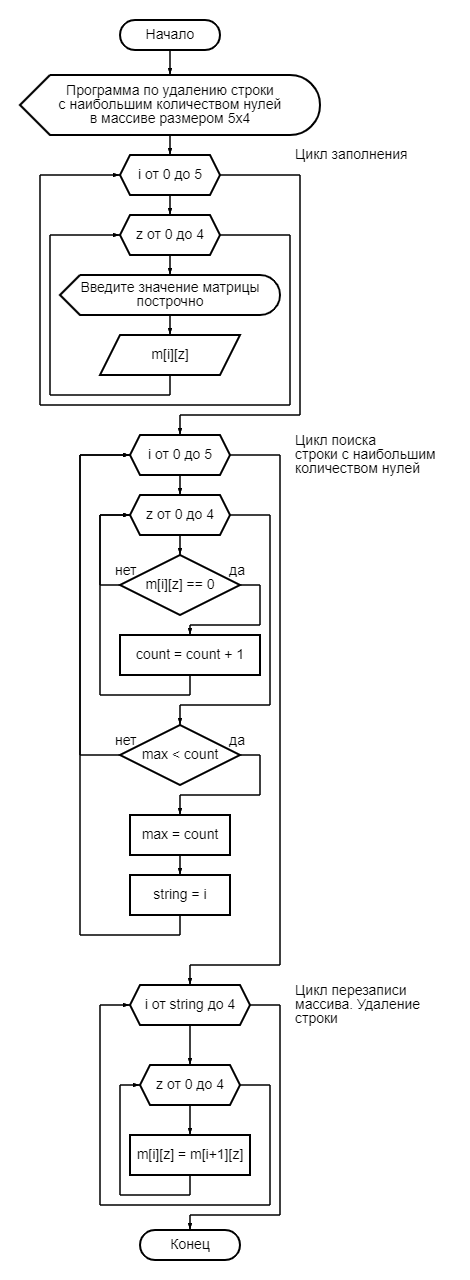 Начало
Программа по удалению строки
с наибольшим количеством нулей
в массиве размером 5x4
Цикл заполнения
i от 0 до 5
z от 0 до 4
Введите значение матрицы
построчно
m[i][z]
Цикл поиска
строки с наибольшим
количеством нулей
i от 0 до 5
z от 0 до 4
нет
да
m[i][z] == 0
count = count + 1
нет
да
max < count
max = count
string = i
Цикл перезаписи
массива. Удаление
строки
i от string до 4
z от 0 до 4
m[i][z] = m[i+1][z]
Конец